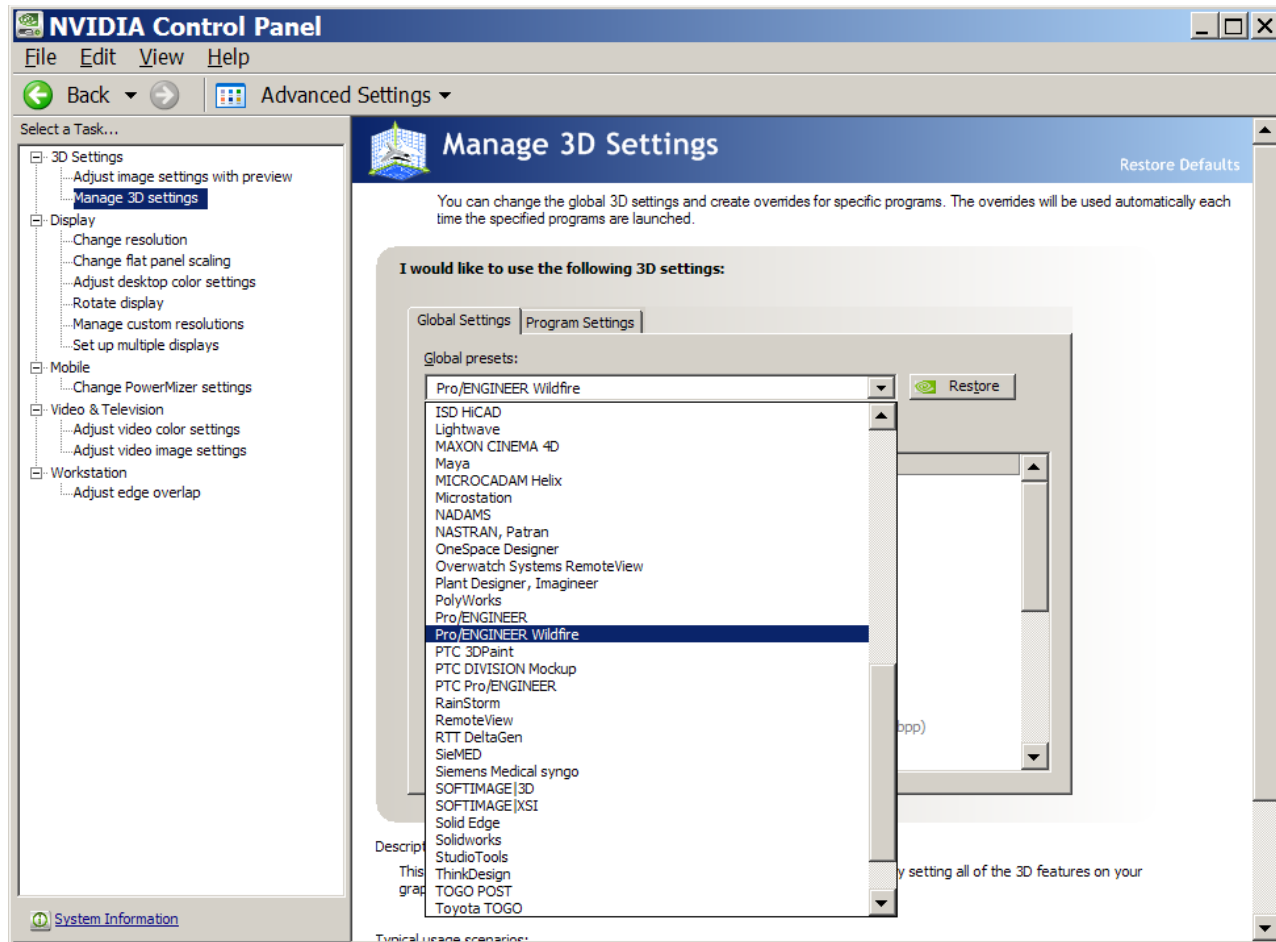 NVIDIA Control Panel
File Edit View Help
Back Advanced Settings
Select a Task...
3D Settings
Adjust image settings with preview
Manage 3D settings
Display
Change resolution
Change flat panel scaling
Adjust desktop color settings
Rotate display
Manage custom resolutions
Set up multiple displays
Mobile
Change PowerMizer settings
Video & Television
Adjust video color settings
Adjust video image settings
Workstation
Adjust edge overlap
System Information
Manage 3D Settings
Restore Defaults
You can change the global 3D settings and create overrides for specific programs. The overrides will be used automatically each
time the specified programs are launched.
I would like to use the following 3D settings:
Global Settings Program Settings
Global presets:
Pro/ENGINEER Wildfire Restore
ISD HiCAD
Lightwave
MAXON CINEMA 4D
Maya
MICROCADAM Helix
Microstation
NADAMS
NASTRAN, Patran
OneSpace Designer
Overwatch Systems RemoteView
Plant Designer, Imagineer
PolyWorks
Pro/ENGINEER
Pro/ENGINEER Wildfire
PTC 3DPaint
PTC DIVISION Mockup
PTC Pro/ENGINEER
RainStorm
RemoteView
RTT DeltaGen
SieMED
Siemens Medical syngo
SOFTIMAGE|3D
SOFTIMAGE|XSI
Solid Edge
Solidworks
StudioTools
ThinkDesign
TOGO POST
Toyota TOGO
bpp)
Descript
This y setting all of the 3D features on your
grap
Typical usage scenarios: